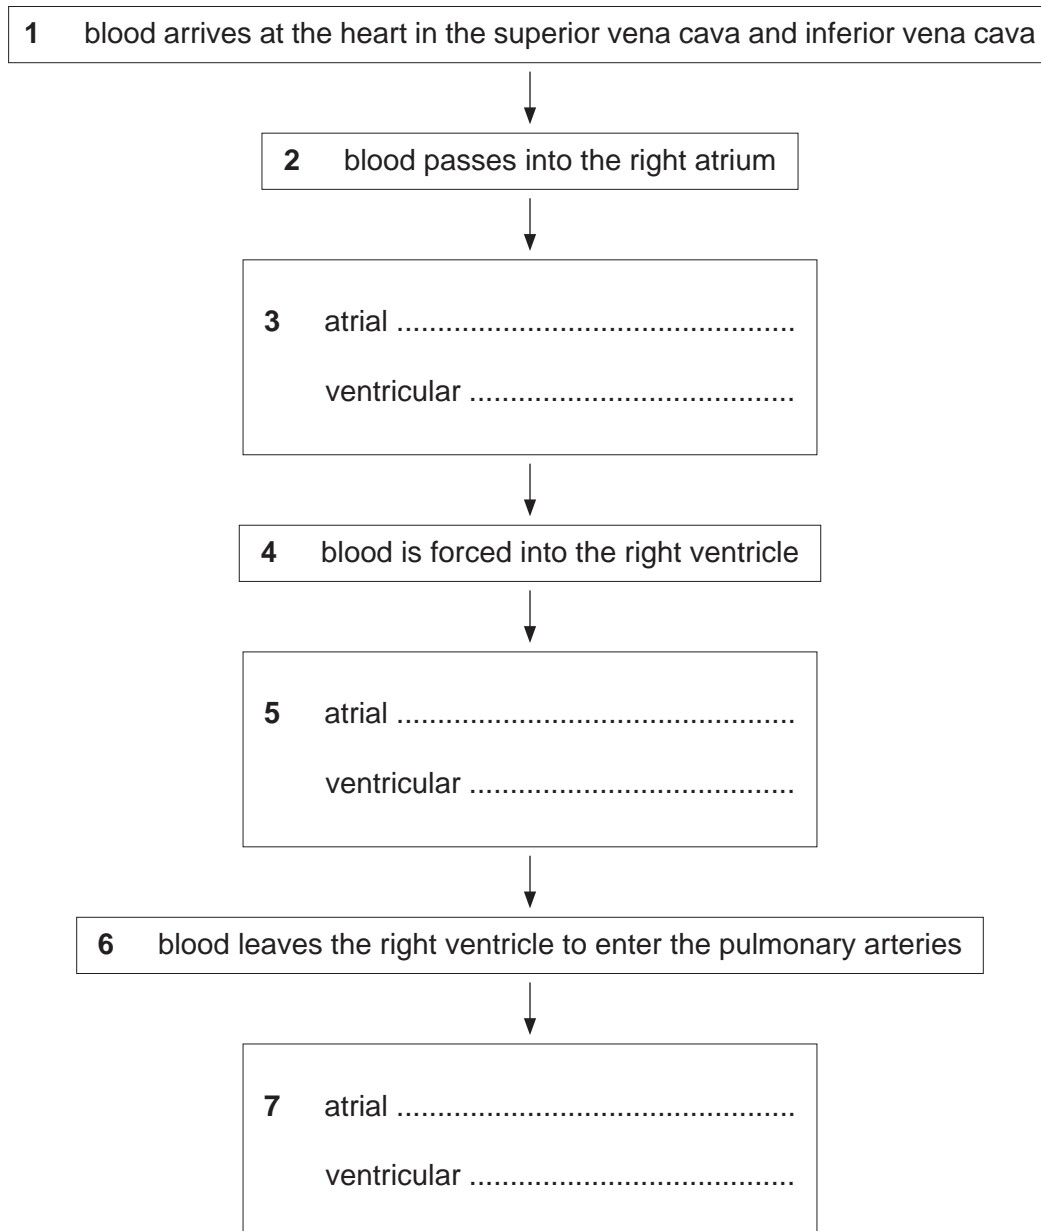 1 blood arrives at the heart in the superior vena cava and inferior vena cava
2 blood passes into the right atrium
3 atrial .................................................
ventricular ........................................
4 blood is forced into the right ventricle
5 atrial .................................................
ventricular ........................................
6 blood leaves the right ventricle to enter the pulmonary arteries
7 atrial .................................................
ventricular ........................................